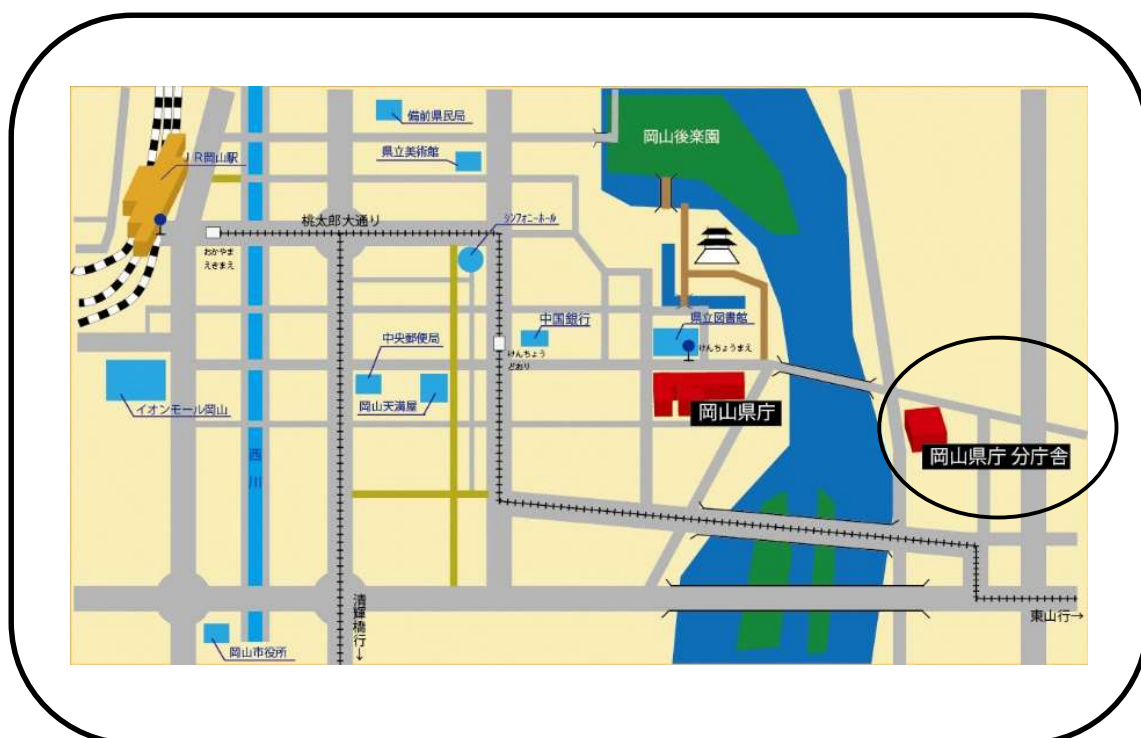 備前県民局
岡山後楽園
JR岡山駅
県立美術館
桃太郎大通り
シンフォニーホール
おかやま
えきまえ
中国銀行
県立図書館
中央郵便局
けんちょう
どおり
けんちょうまえ
イオンモール岡山
岡山天満屋
岡山県庁
岡山県庁 分庁舎
西川
清輝橋行↓
東山行→
岡山市役所